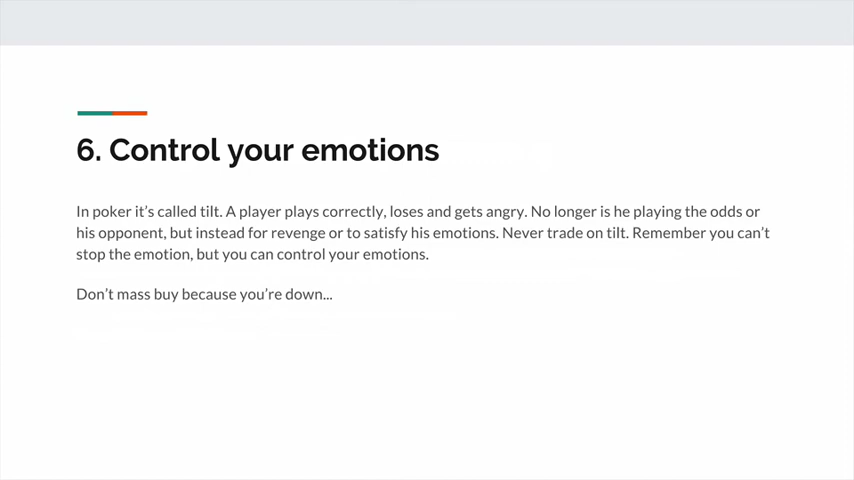 6. Control your emotions
In poker it’s called tilt. A player plays correctly, loses and gets angry. No longer is he playing the odds or
his opponent, but instead for revenge or to satisfy his emotions. Never trade on tilt. Remember you can’t
stop the emotion, but you can control your emotions.
Don’t mass buy because you’re down...